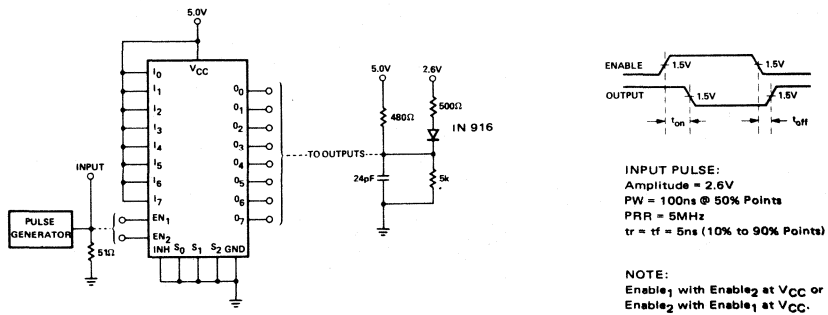 5.0V
VCC
I0
I1
I2
I3
I4
I5
I6
I7
EN1
EN2
INH S0 S1 S2 GND
O0
O1
O2
O3
O4
O5
O6
O7
INPUT
PULSE
GENERATOR
51Ω
TO OUTPUTS
5.0V
2.6V
480Ω
500Ω
IN 916
24pF
5k
ENABLE
1.5V
1.5V
OUTPUT
1.5V
1.5V
ton
toff
INPUT PULSE:
Amplitude = 2.6V
PW = 100ns @ 50% Points
PRR = 5MHz
tr = tf = 5ns (10% to 90% Points)
NOTE:
Enable1 with Enable2 at VCC or
Enable2 with Enable1 at VCC.